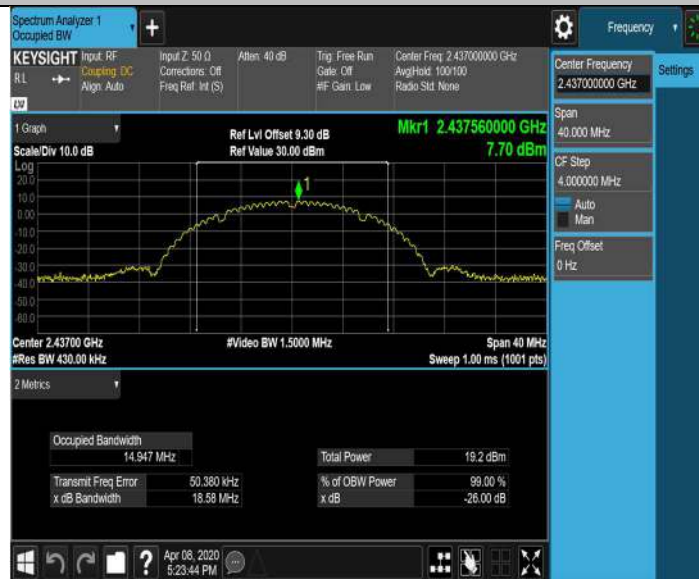 Spectrum Analyzer 1
Occupied BW
+
Frequency
KEYSIGHT
Input: RF
Coupling: DC
Align: Auto
Input Z: 50 Ω
Corrections: Off
Freq Ref: Int (S)
Atten: 40 dB
Trig: Free Run
Gate: Off
#IF Gain: Low
Center Freq: 2.437000000 GHz
Avg|Hold: 100/100
Radio Std: None
RL
LXI
Center Frequency
2.437000000 GHz
Settings
Span
40.000 MHz
CF Step
4.000000 MHz
Auto
Man
Freq Offset
0 Hz
1 Graph
Ref Lvl Offset 9.30 dB
Mkr1 2.437560000 GHz
Scale/Div 10.0 dB
Ref Value 30.00 dBm
7.70 dBm
Log
20.0
10.0
0.00
-10.0
-20.0
-30.0
-40.0
-50.0
-60.0
1
Center 2.43700 GHz
#Video BW 1.5000 MHz
Span 40 MHz
#Res BW 430.00 kHz
Sweep 1.00 ms (1001 pts)
2 Metrics
Occupied Bandwidth
14.947 MHz
Total Power 19.2 dBm
Transmit Freq Error 50.380 kHz
% of OBW Power 99.00 %
x dB Bandwidth 18.58 MHz
x dB -26.00 dB
?
Apr 08, 2020
5:23:44 PM